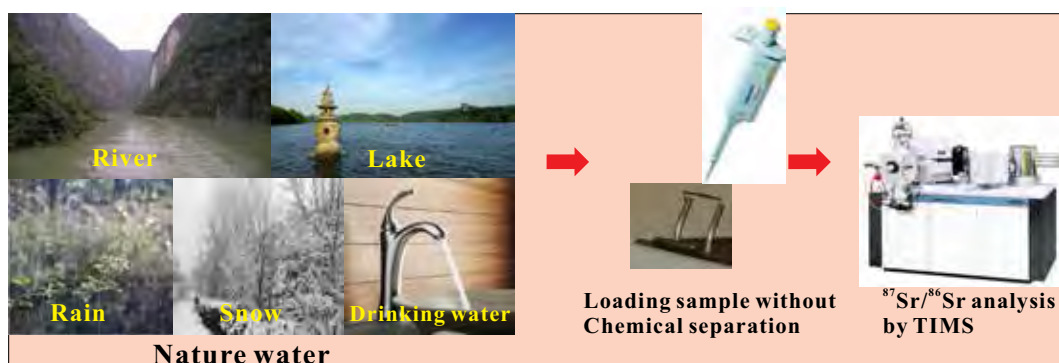 River
Lake
Rain
Snow
Drinking water
Nature water
Loading sample without
Chemical separation
⁸⁷Sr/⁸⁶Sr analysis
by TIMS